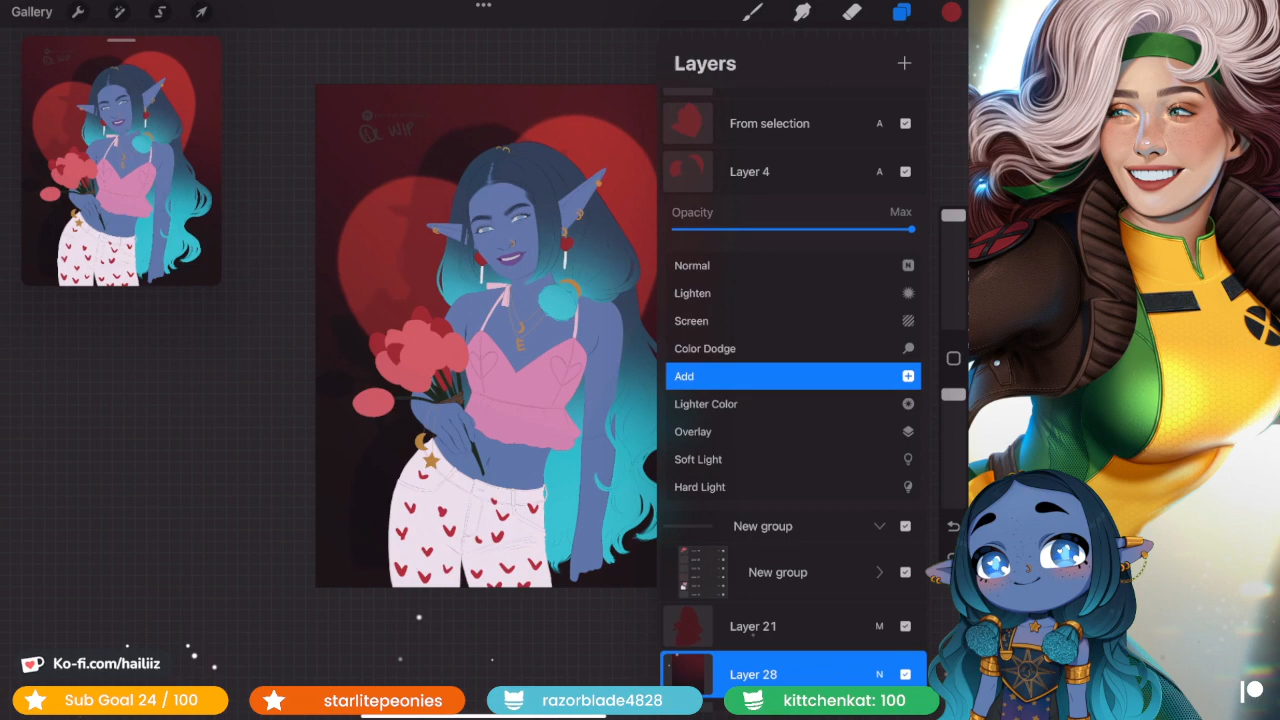 Gallery
Layers
From selection A
Layer 4 A
Opacity Max
Normal N
Lighten
Screen
Color Dodge
Add
Lighter Color
Overlay
Soft Light
Hard Light
New group
New group
Layer 21 M
Layer 28 N
WIP
E
Ko-fi.com/hailiiz
Sub Goal 24 / 100
starlitepeonies
razorblade4828
kittchenkat: 100